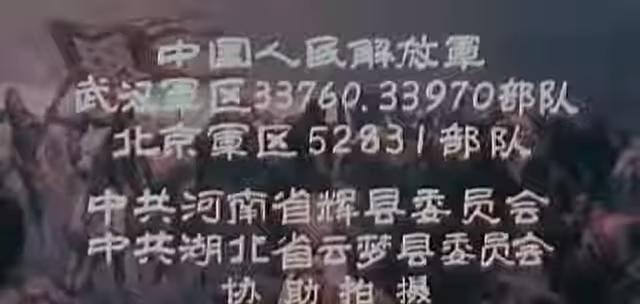 中国人民解放軍
武汉軍区33760.33970部队
北京軍区52831部队
中共河南省辉县委员会
中共湖北省云梦县委员会
协助拍摄